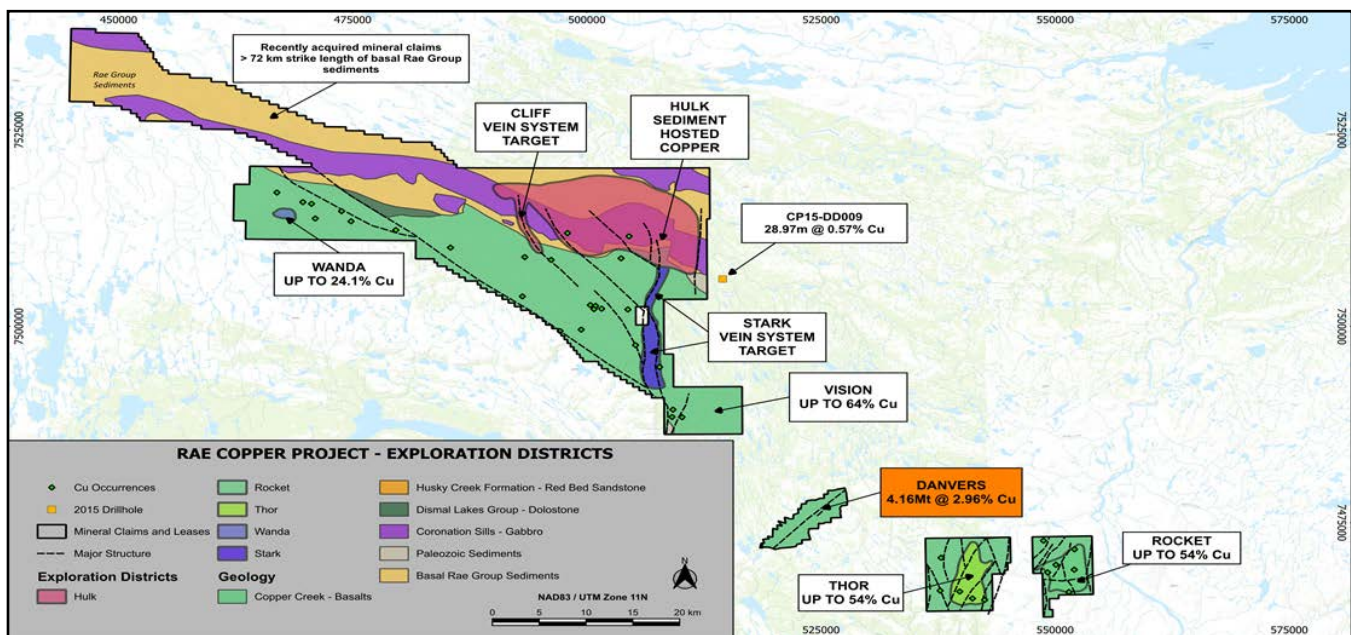 450000
475000
500000
525000
550000
575000
Recently acquired mineral claims
> 72 km strike length of basal Rae Group
sediments
Rae Group
Sediments
CLIFF
VEIN SYSTEM
TARGET
HULK
SEDIMENT
HOSTED
COPPER
7525000
7525000
CP15-DD009
28.97m @ 0.57% Cu
WANDA
UP TO 24.1% Cu
7500000
7500000
STARK
VEIN SYSTEM
TARGET
VISION
UP TO 64% Cu
DANVERS
4.16Mt @ 2.96% Cu
7475000
ROCKET
UP TO 54% Cu
THOR
UP TO 54% Cu
525000
550000
575000
RAE COPPER PROJECT - EXPLORATION DISTRICTS
Cu Occurrences
2015 Drillhole
Mineral Claims and Leases
Major Structure
Exploration Districts
Hulk
Rocket
Thor
Wanda
Stark
Geology
Copper Creek - Basalts
Husky Creek Formation - Red Bed Sandstone
Dismal Lakes Group - Dolostone
Coronation Sills - Gabbro
Paleozoic Sediments
Basal Rae Group Sediments
N
NAD83 / UTM Zone 11N
0 5 10 20 km